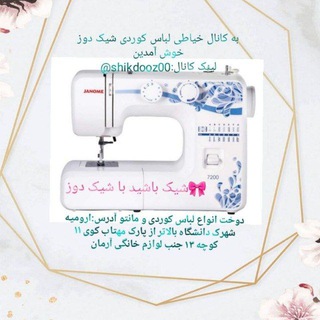 به کانال خیاطی لباس کوردی شیک دوز
خوش آمدین
لینک کانال:@shikdooz00
JANOME
شیک باشید با شیک دوز
7200
دوخت انواع لباس کوردی و مانتو آدرس:ارومیه
شهرک دانشگاه بالاتر از پارک مهتاب کوی ۱۱
کوچه ۱۳ جنب لوازم خانگی آرمان